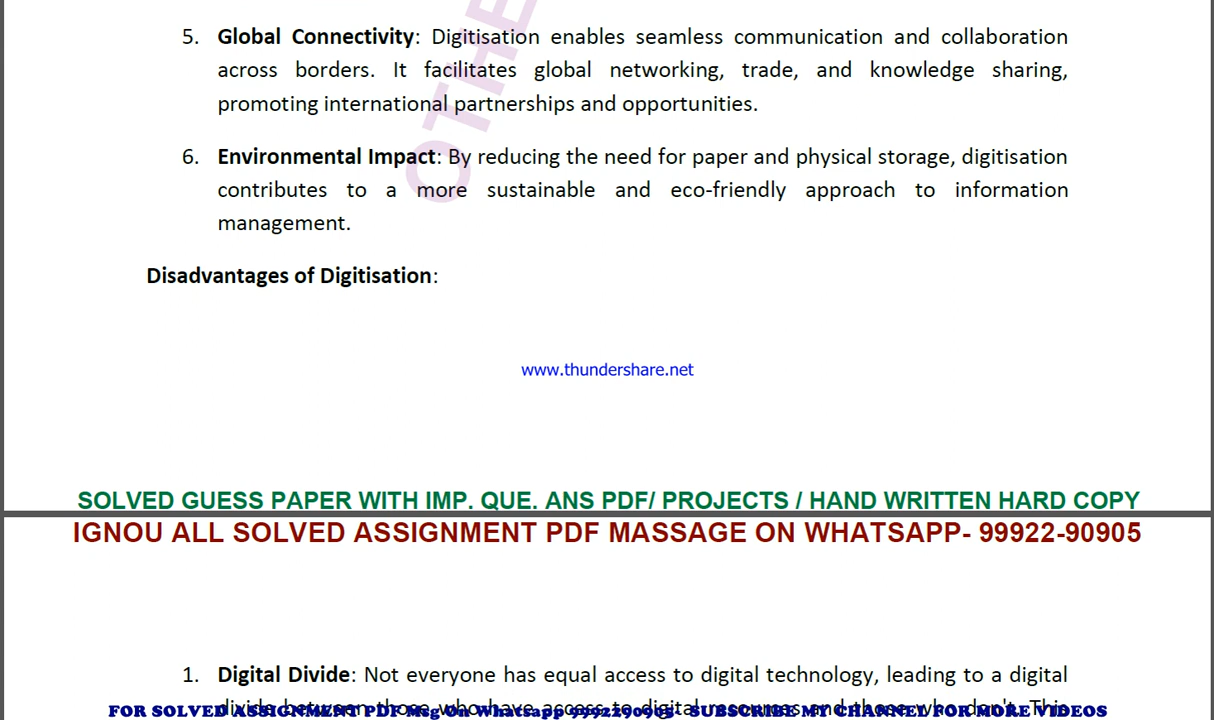 5. Global Connectivity: Digitisation enables seamless communication and collaboration
across borders. It facilitates global networking, trade, and knowledge sharing,
promoting international partnerships and opportunities.
6. Environmental Impact: By reducing the need for paper and physical storage, digitisation
contributes to a more sustainable and eco-friendly approach to information
management.
OTHE
Disadvantages of Digitisation:
www.thundershare.net
SOLVED GUESS PAPER WITH IMP. QUE. ANS PDF/ PROJECTS / HAND WRITTEN HARD COPY
IGNOU ALL SOLVED ASSIGNMENT PDF MASSAGE ON WHATSAPP- 99922-90905
1. Digital Divide: Not everyone has equal access to digital technology, leading to a digital
divide between those who have access to digital resources and those who don't. This
FOR SOLVED ASSIGNMENT PDF Msg On Whatsapp 9992290905- SUBSCRIBE MY CHANNEL FOR MORE VIDEOS